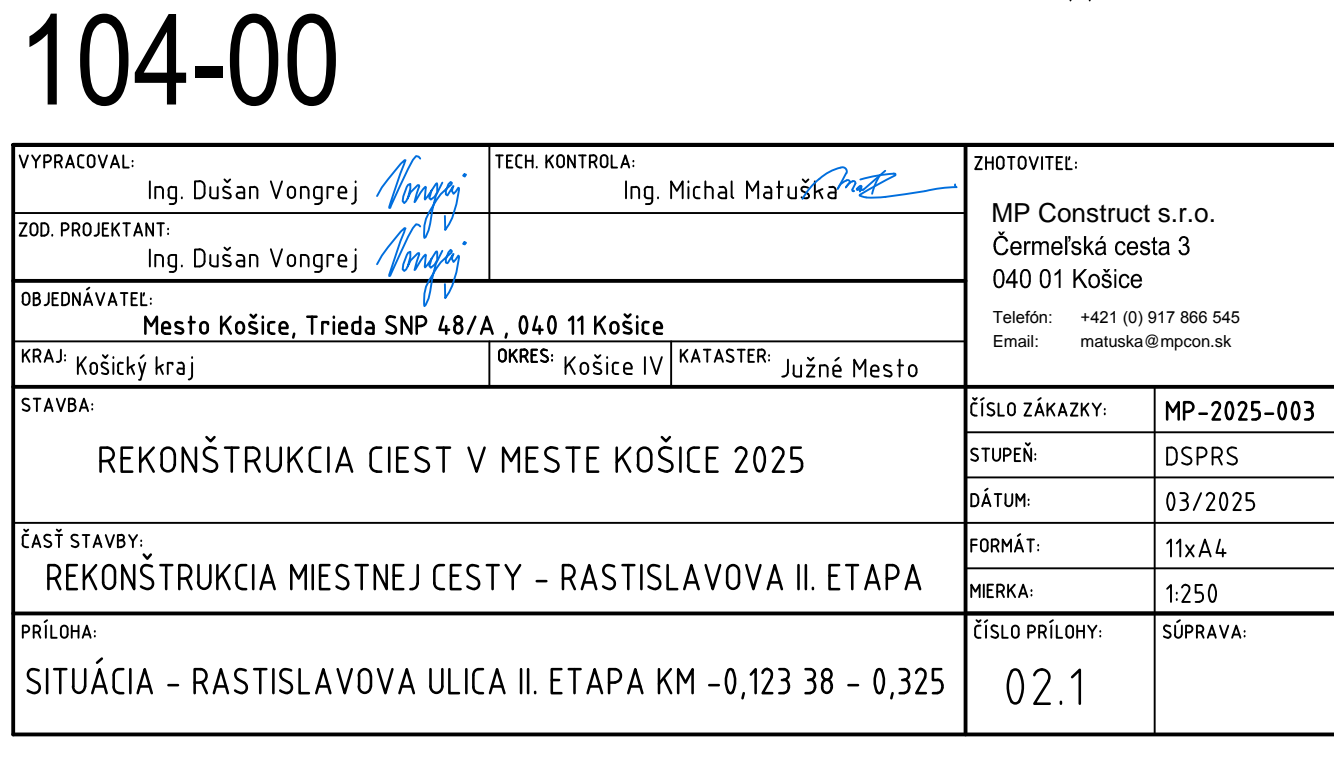 104-00
VYPRACOVAL:
Ing. Dušan Vongrej
TECH. KONTROLA:
Ing. Michal Matuška
ZHOTOVITEĽ:
MP Construct s.r.o.
Čermeľská cesta 3
040 01 Košice
Telefón: +421 (0) 917 866 545
Email: matuska@mpcon.sk
ZOD. PROJEKTANT:
Ing. Dušan Vongrej
OBJEDNÁVATEĽ:
Mesto Košice, Trieda SNP 48/A , 040 11 Košice
KRAJ: Košický kraj
OKRES: Košice IV
KATASTER: Južné Mesto
STAVBA:
REKONŠTRUKCIA CIEST V MESTE KOŠICE 2025
ČÍSLO ZÁKAZKY: MP-2025-003
STUPEŇ: DSPRS
DÁTUM: 03/2025
FORMÁT: 11xA4
MIERKA: 1:250
ČASŤ STAVBY:
REKONŠTRUKCIA MIESTNEJ CESTY - RASTISLAVOVA II. ETAPA
PRÍLOHA:
SITUÁCIA - RASTISLAVOVA ULICA II. ETAPA KM -0,123 38 - 0,325
ČÍSLO PRÍLOHY:
02.1
SÚPRAVA: